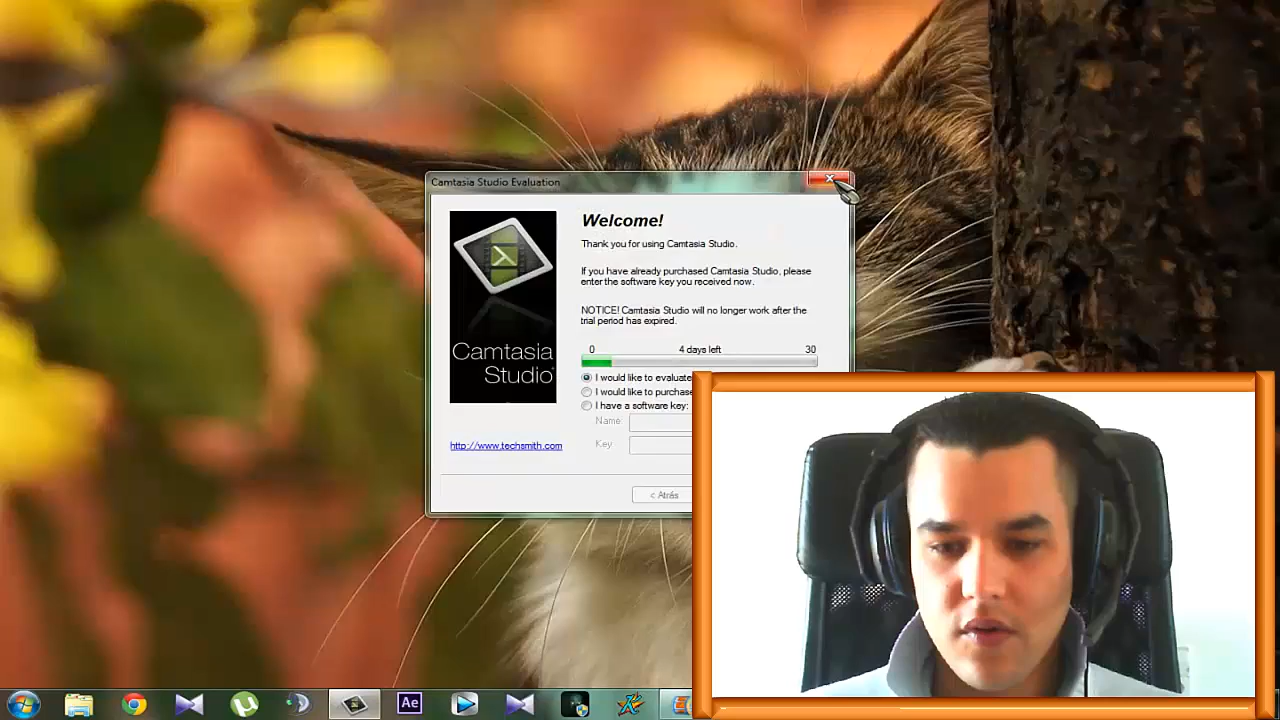 Camtasia Studio Evaluation
Welcome!
Thank you for using Camtasia Studio.
If you have already purchased Camtasia Studio, please
enter the software key you received now.
NOTICE! Camtasia Studio will no longer work after the
trial period has expired.
0 4 days left 30
I would like to evaluate
I would like to purchase
I have a software key:
Name:
Key
Camtasia
Studio
http://www.techsmith.com
< Atrás
Ae